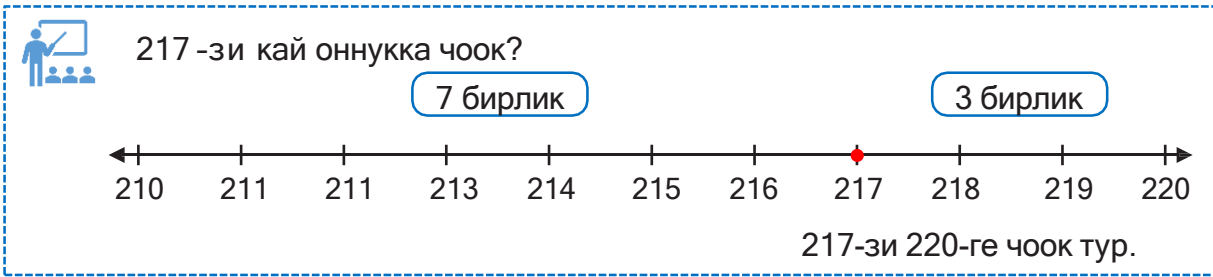 217 -зи кай оннукка чоок?
7 бирлик 3 бирлик
210 211 211 213 214 215 216 217 218 219 220
217-зи 220-ге чоок тур.